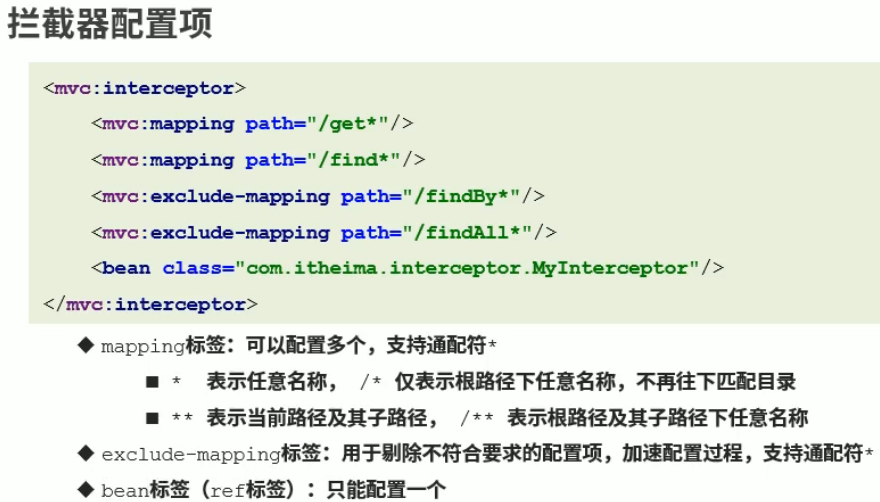 拦截器配置项
<mvc:interceptor>
<mvc:mapping path="/get*"/>
<mvc:mapping path="/find*"/>
<mvc:exclude-mapping path="/findBy*"/>
<mvc:exclude-mapping path="/findAll*"/>
<bean class="com.itheima.interceptor.MyInterceptor"/>
</mvc:interceptor>
◆ mapping标签：可以配置多个，支持通配符*
■ * 表示任意名称， /* 仅表示根路径下任意名称，不再往下匹配目录
■ ** 表示当前路径及其子路径， /** 表示根路径及其子路径下任意名称
◆ exclude-mapping标签：用于剔除不符合要求的配置项，加速配置过程，支持通配符*
◆ bean标签（ref标签）：只能配置一个